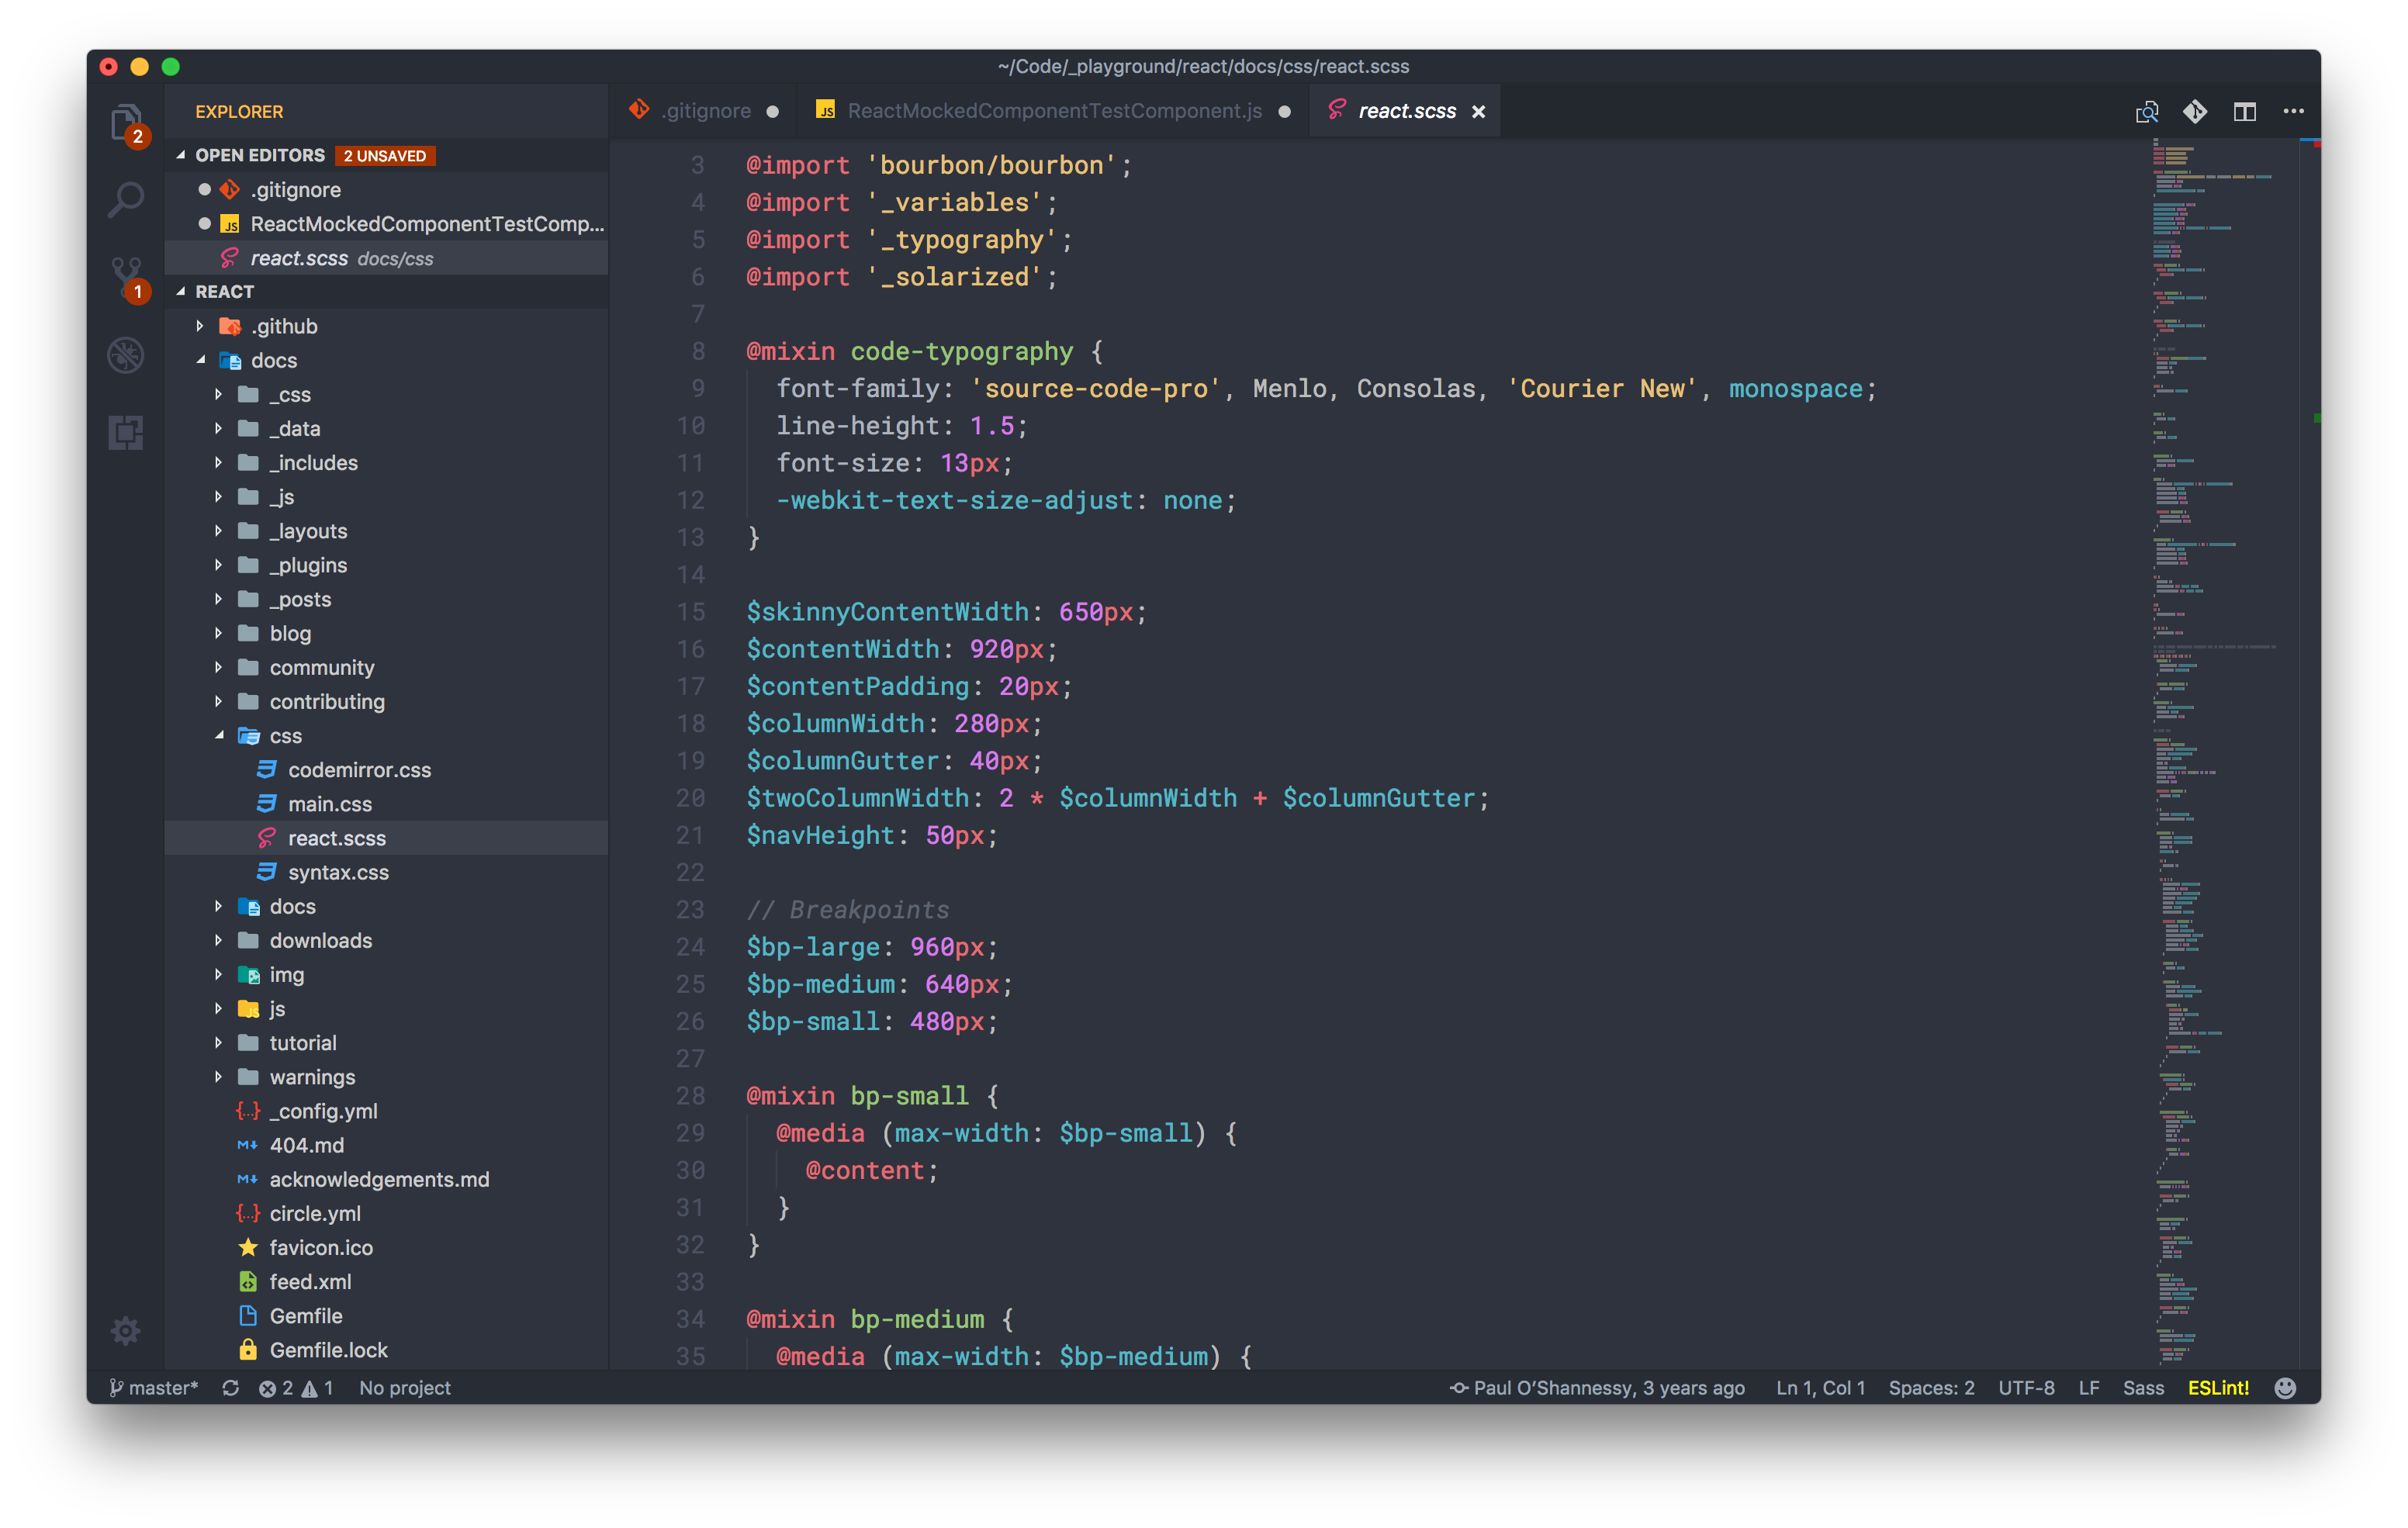 ~/Code/_playground/react/docs/css/react.scss
2
1
EXPLORER
OPEN EDITORS 2 UNSAVED
.gitignore
JS ReactMockedComponentTestComp...
react.scss docs/css
REACT
.github
docs
_css
_data
_includes
_js
_layouts
_plugins
_posts
blog
community
contributing
css
codemirror.css
main.css
react.scss
syntax.css
docs
downloads
img
js
tutorial
warnings
{..} _config.yml
M↓ 404.md
M↓ acknowledgements.md
{..} circle.yml
favicon.ico
feed.xml
Gemfile
Gemfile.lock
.gitignore
JS ReactMockedComponentTestComponent.js
react.scss
3 @import 'bourbon/bourbon';
4 @import '_variables';
5 @import '_typography';
6 @import '_solarized';
7
8 @mixin code-typography {
9 font-family: 'source-code-pro', Menlo, Consolas, 'Courier New', monospace;
10 line-height: 1.5;
11 font-size: 13px;
12 -webkit-text-size-adjust: none;
13 }
14
15 $skinnyContentWidth: 650px;
16 $contentWidth: 920px;
17 $contentPadding: 20px;
18 $columnWidth: 280px;
19 $columnGutter: 40px;
20 $twoColumnWidth: 2 * $columnWidth + $columnGutter;
21 $navHeight: 50px;
22
23 // Breakpoints
24 $bp-large: 960px;
25 $bp-medium: 640px;
26 $bp-small: 480px;
27
28 @mixin bp-small {
29 @media (max-width: $bp-small) {
30 @content;
31 }
32 }
33
34 @mixin bp-medium {
35 @media (max-width: $bp-medium) {
master* 2 1 No project
Paul O’Shannessy, 3 years ago Ln 1, Col 1 Spaces: 2 UTF-8 LF Sass ESLint!